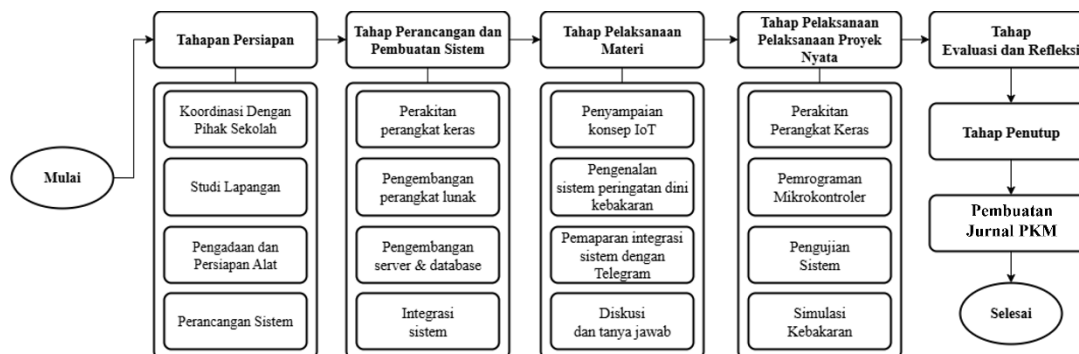 Mulai
Tahapan Persiapan
Koordinasi Dengan
Pihak Sekolah
Studi Lapangan
Pengadaan dan
Persiapan Alat
Perancangan Sistem
Tahap Perancangan dan
Pembuatan Sistem
Perakitan
perangkat keras
Pengembangan
perangkat lunak
Pengembangan
server & database
Integrasi
sistem
Tahap Pelaksanaan
Materi
Penyampaian
konsep IoT
Pengenalan
sistem peringatan dini
kebakaran
Pemaparan integrasi
sistem dengan
Telegram
Diskusi
dan tanya jawab
Tahap Pelaksanaan
Pelaksanaan Proyek
Nyata
Perakitan
Perangkat Keras
Pemrograman
Mikrokontroler
Pengujian
Sistem
Simulasi
Kebakaran
Tahap
Evaluasi dan Refleksi
Tahap Penutup
Pembuatan
Jurnal PKM
Selesai